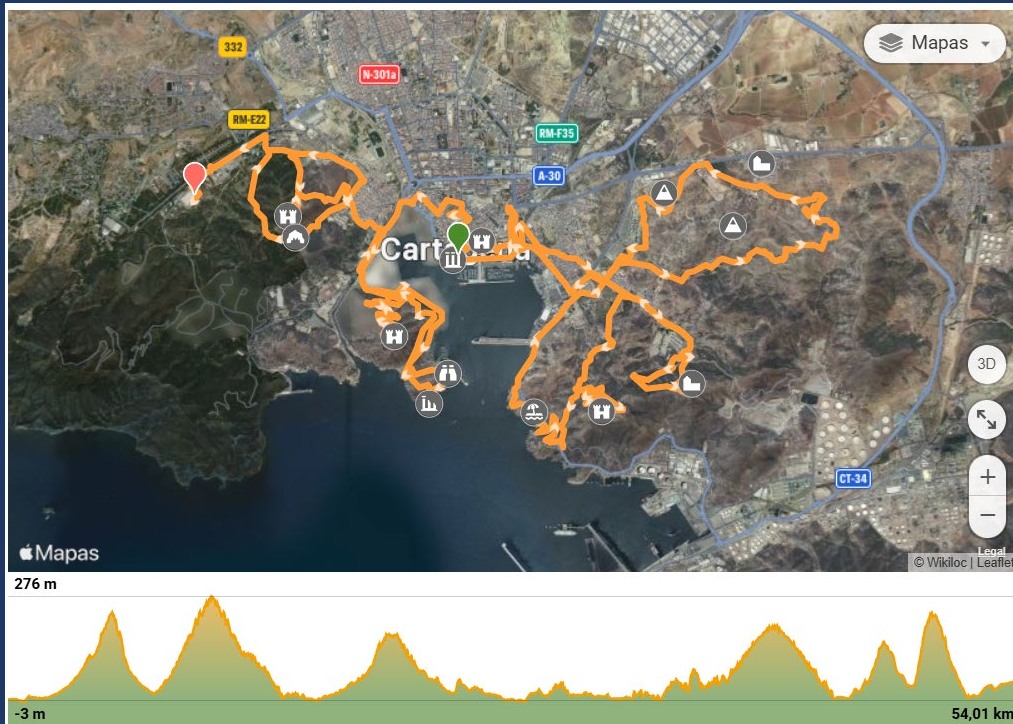 332
Mapas
N-301a
RM-E22
RM-F35
A-30
Cart
a
3D
+
CT-34
−
Mapas
Legal
© Wikiloc | Leaflet
276 m
-3 m
54,01 km